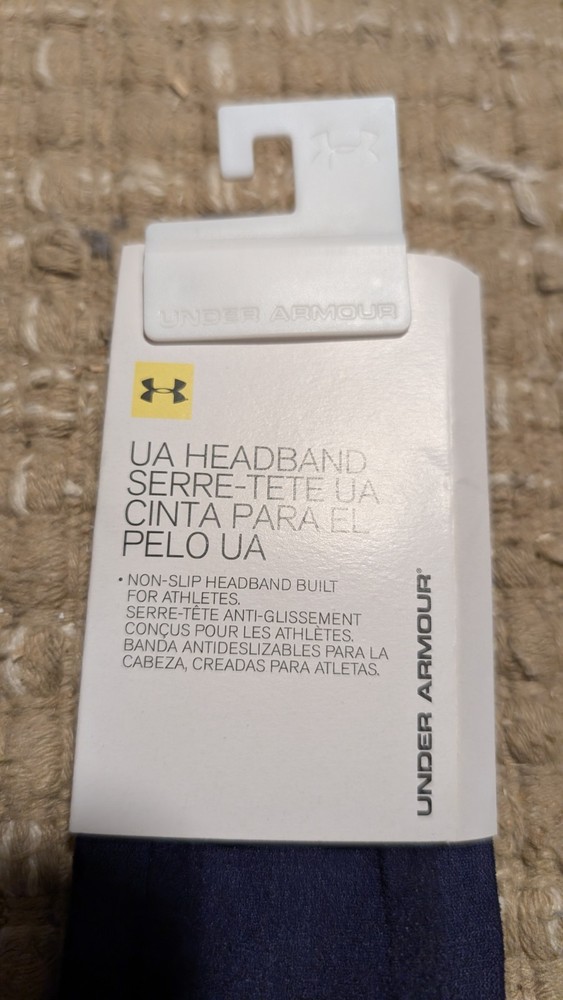 UNDER ARMOUR
UA HEADBAND
SERRE-TETE UA
CINTA PARA EL
PELO UA
• NON-SLIP HEADBAND BUILT
FOR ATHLETES.
SERRE-TÊTE ANTI-GLISSEMENT
CONÇUS POUR LES ATHLÈTES.
BANDA ANTIDESLIZABLES PARA LA
CABEZA, CREADAS PARA ATLETAS.
UNDER ARMOUR®